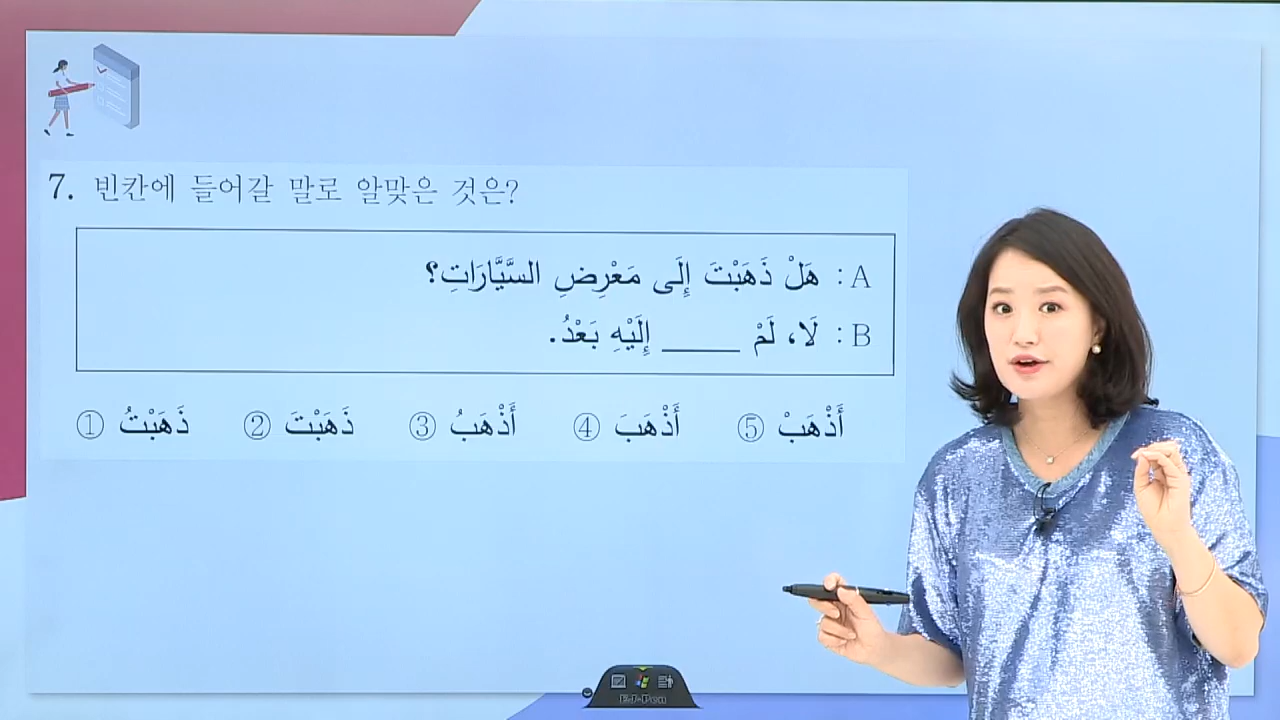 7. 빈칸에 들어갈 말로 알맞은 것은?
A : هَلْ ذَهَبْتَ إِلَى مَعْرِضِ السَّيَّارَاتِ؟
B : لَا، لَمْ _____ إِلَيْهِ بَعْدُ.
① ذَهَبْتُ ② ذَهَبْتَ ③ أَذْهَبُ ④ أَذْهَبَ ⑤ أَذْهَبْ